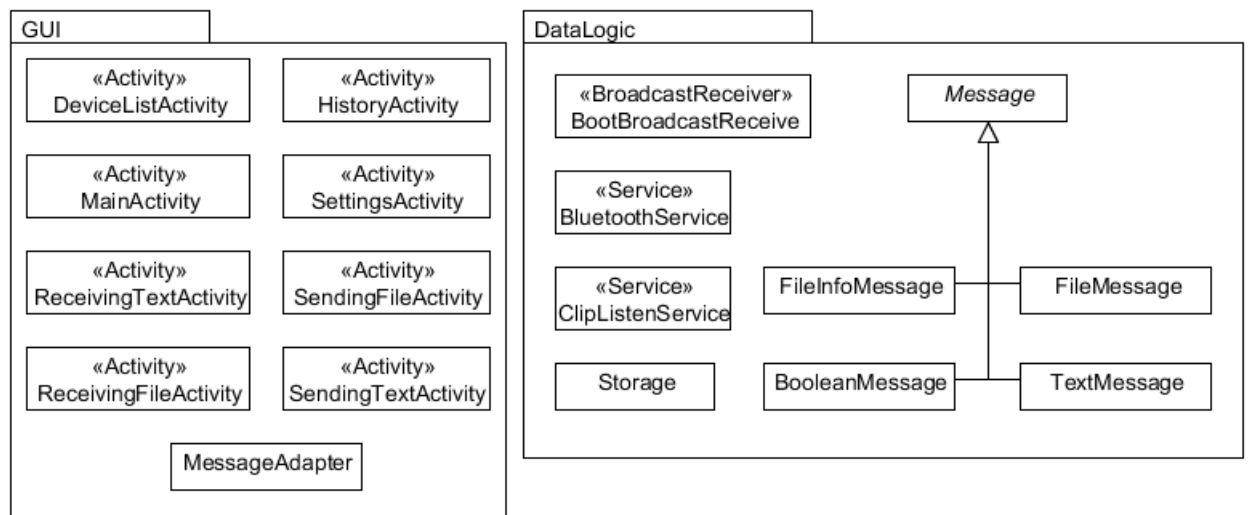 GUI
«Activity»
DeviceListActivity
«Activity»
HistoryActivity
«Activity»
MainActivity
«Activity»
SettingsActivity
«Activity»
ReceivingTextActivity
«Activity»
SendingFileActivity
«Activity»
ReceivingFileActivity
«Activity»
SendingTextActivity
MessageAdapter
DataLogic
«BroadcastReceiver»
BootBroadcastReceive
Message
«Service»
BluetoothService
«Service»
ClipListenService
FileInfoMessage
FileMessage
Storage
BooleanMessage
TextMessage